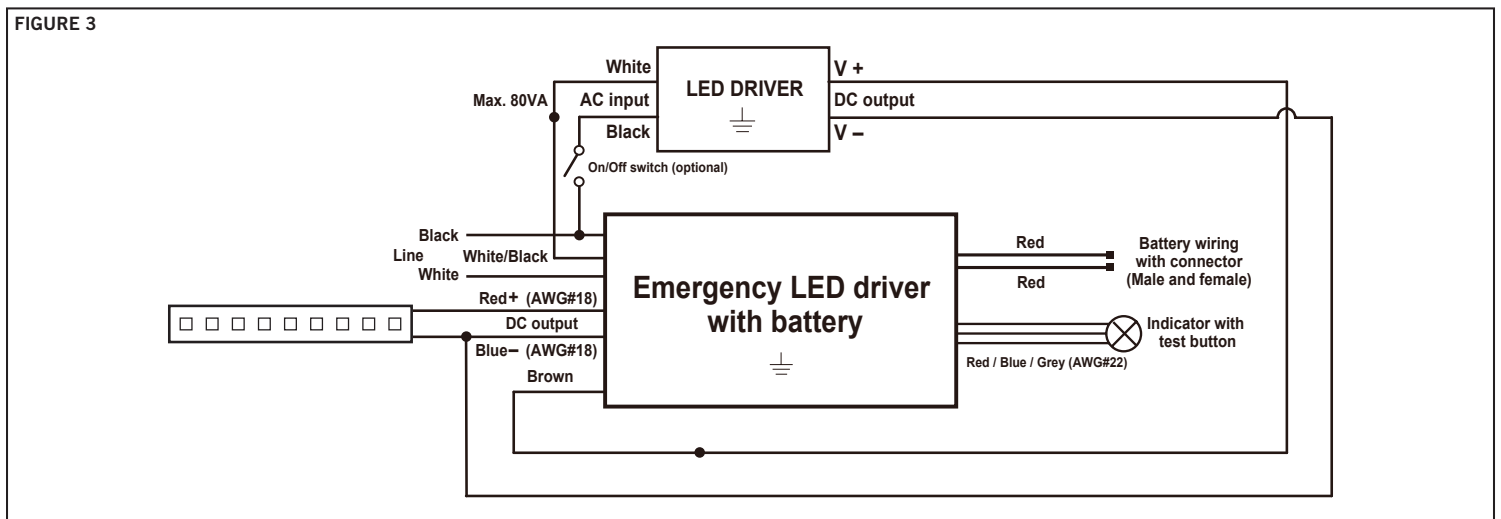 FIGURE 3
White
V +
LED DRIVER
Max. 80VA
AC input
DC output
Black
V –
On/Off switch (optional)
Black
Line
White/Black
White
Red+ (AWG#18)
DC output
Blue– (AWG#18)
Brown
Emergency LED driver
with battery
Red
Red
Battery wiring
with connector
(Male and female)
Indicator with
test button
Red / Blue / Grey (AWG#22)